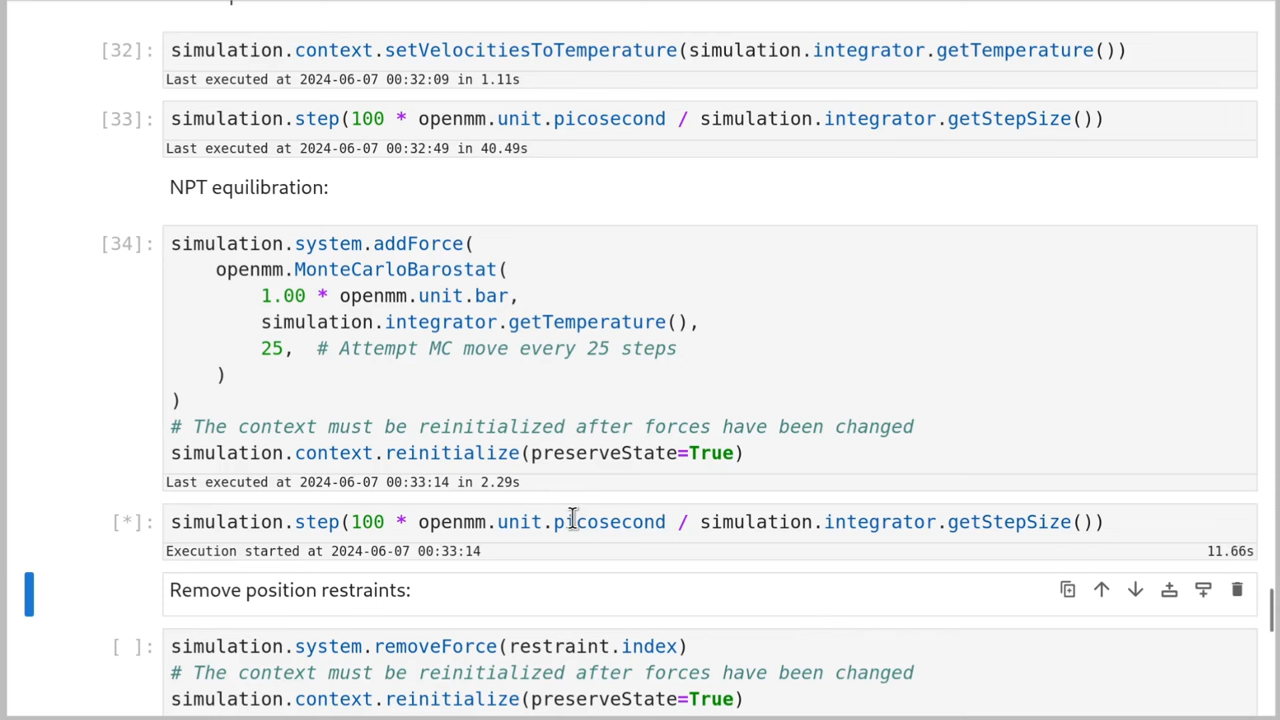 [32]: simulation.context.setVelocitiesToTemperature(simulation.integrator.getTemperature())
Last executed at 2024-06-07 00:32:09 in 1.11s
[33]: simulation.step(100 * openmm.unit.picosecond / simulation.integrator.getStepSize())
Last executed at 2024-06-07 00:32:49 in 40.49s
NPT equilibration:
[34]: simulation.system.addForce(
openmm.MonteCarloBarostat(
1.00 * openmm.unit.bar,
simulation.integrator.getTemperature(),
25,  # Attempt MC move every 25 steps
)
)
# The context must be reinitialized after forces have been changed
simulation.context.reinitialize(preserveState=True)
Last executed at 2024-06-07 00:33:14 in 2.29s
[*]: simulation.step(100 * openmm.unit.picosecond / simulation.integrator.getStepSize())
Execution started at 2024-06-07 00:33:14 11.66s
Remove position restraints:
[ ]: simulation.system.removeForce(restraint.index)
# The context must be reinitialized after forces have been changed
simulation.context.reinitialize(preserveState=True)